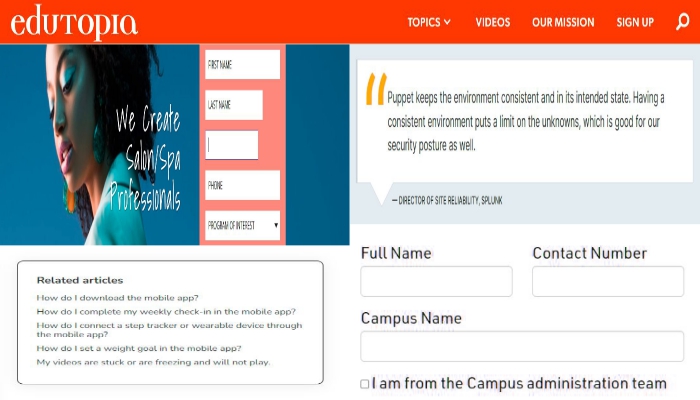 edutopia
TOPICS VIDEOS OUR MISSION SIGN UP
We Create
Salon/Spa
Professionals
FIRST NAME
LAST NAME
PHONE
PROGRAM OF INTEREST
“
Puppet keeps the environment consistent and in its intended state. Having a
consistent environment puts a limit on the unknowns, which is good for our
security posture as well.
— DIRECTOR OF SITE RELIABILITY, SPLUNK
Related articles
How do I download the mobile app?
How do I complete my weekly check-in in the mobile app?
How do I connect a step tracker or wearable device through
the mobile app?
How do I set a weight goal in the mobile app?
My videos are stuck or are freezing and will not play.
Full Name Contact Number
Campus Name
I am from the Campus administration team